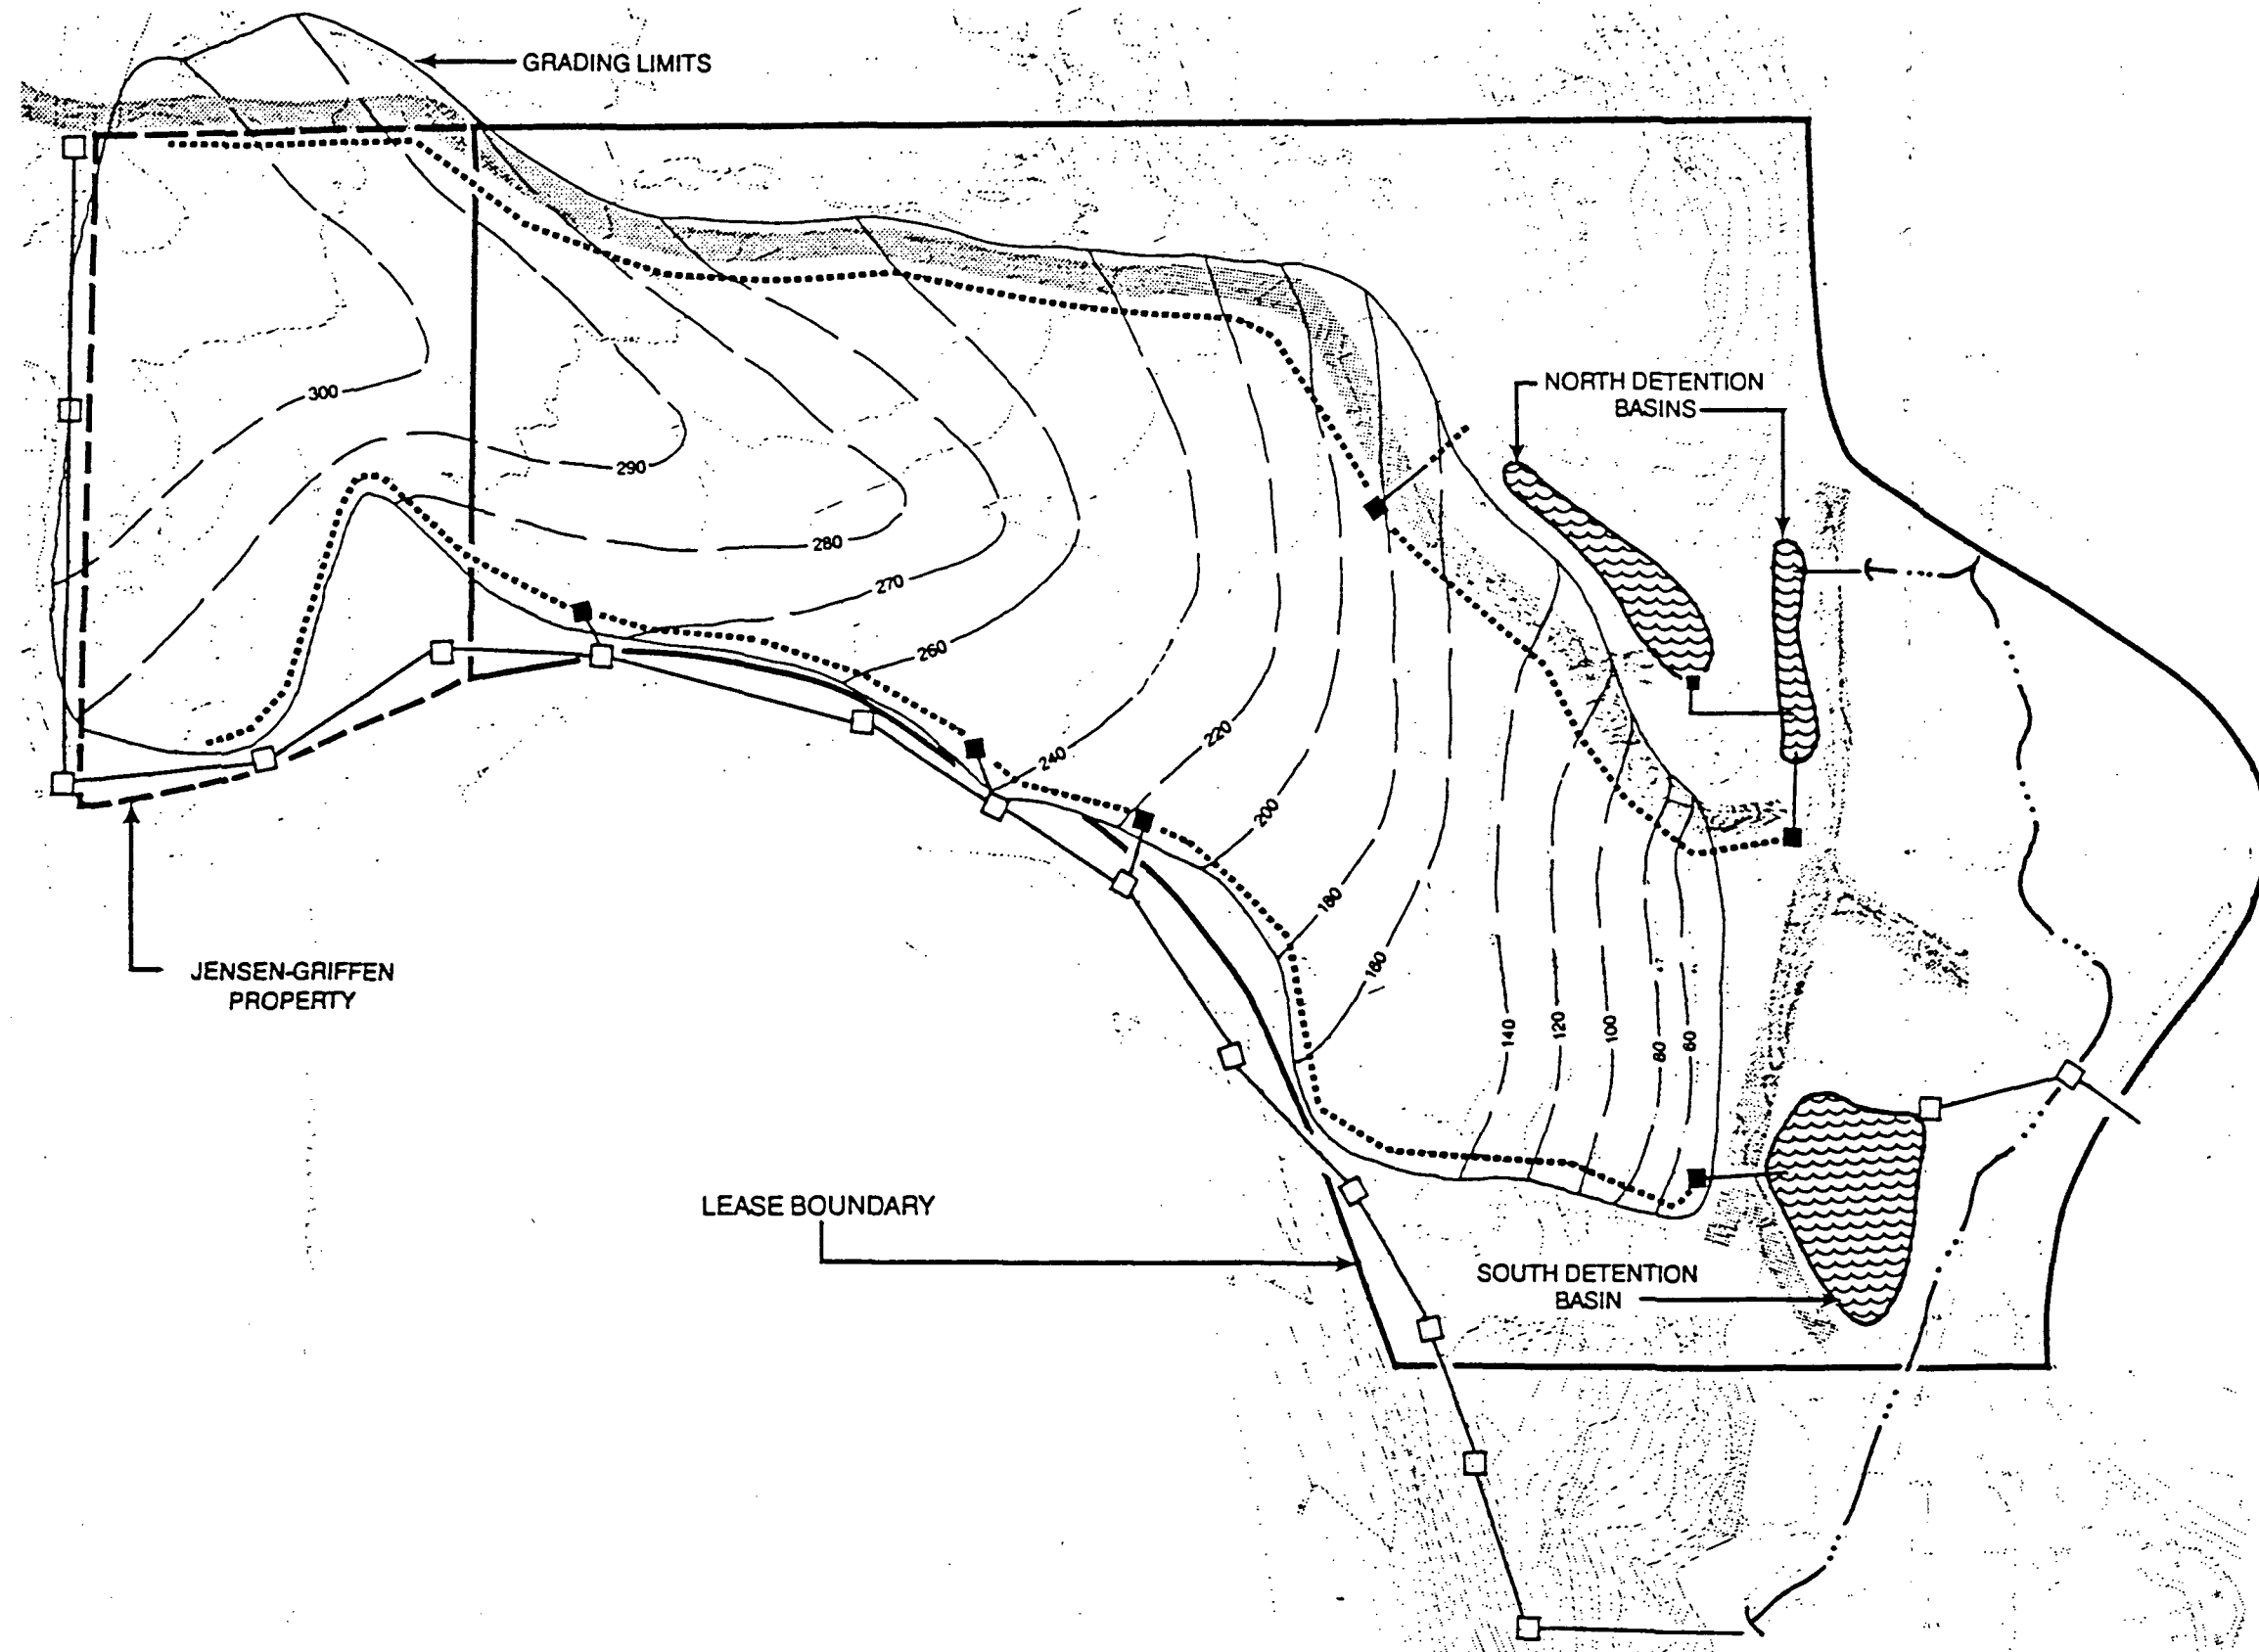 GRADING LIMITS
NORTH DETENTION
BASINS
300
290
280
270
260
240
220
200
180
160
140
120
100
80
60
JENSEN-GRIFFEN
PROPERTY
LEASE BOUNDARY
SOUTH DETENTION
BASIN